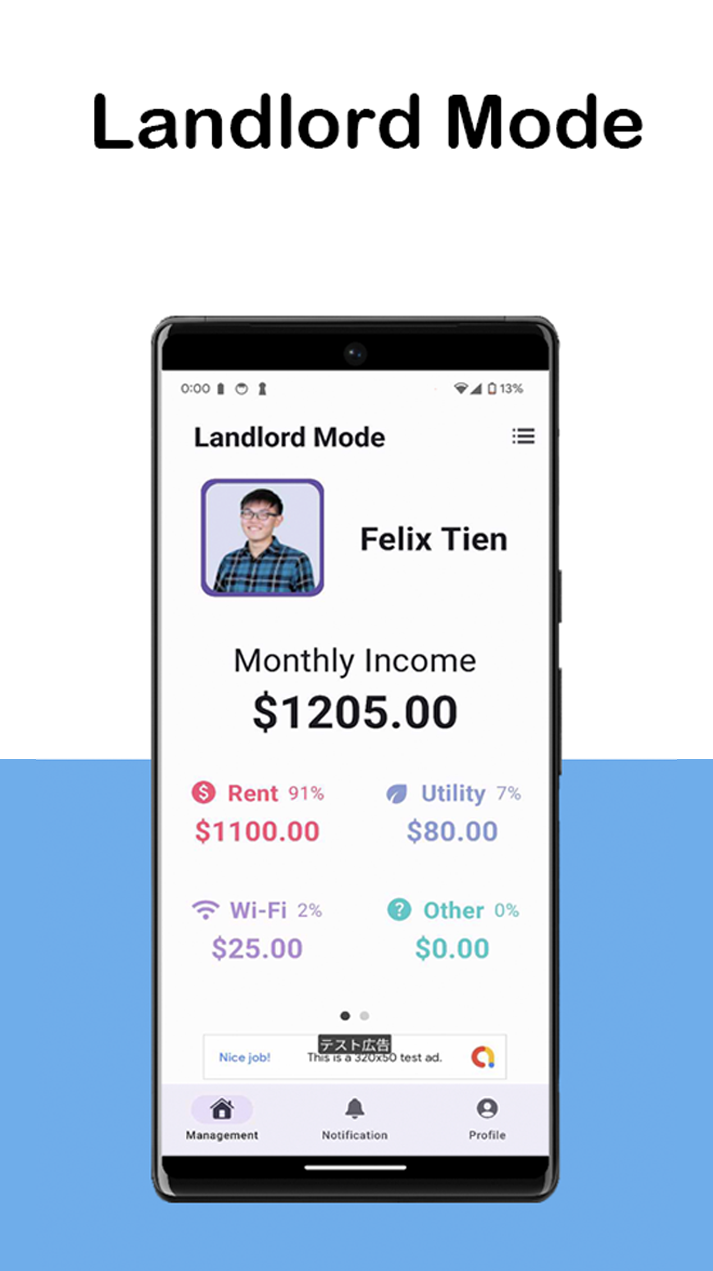 Landlord Mode
0:00 13%
Landlord Mode
Felix Tien
Monthly Income
$1205.00
Rent 91%
$1100.00
Utility 7%
$80.00
Wi-Fi 2%
$25.00
Other 0%
$0.00
テスト広告
Nice job! This is a 320x50 test ad.
Management
Notification
Profile